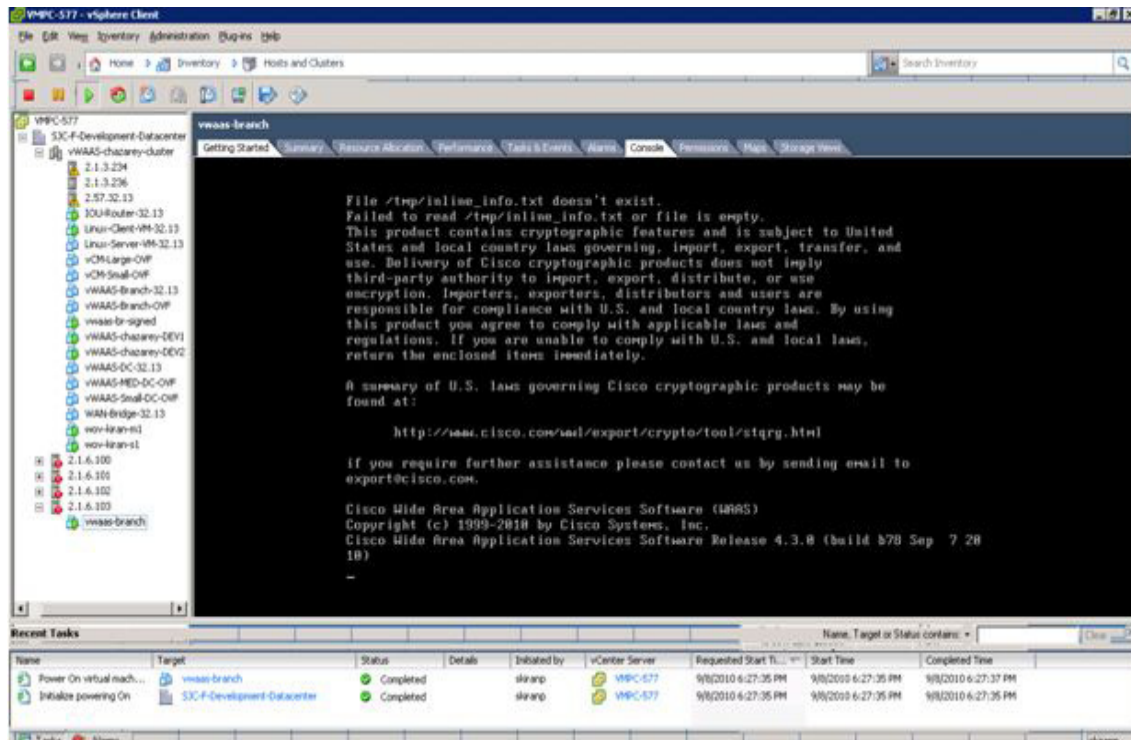 VMPC-577 - vSphere Client
File Edit View Inventory Administration Plug-ins Help
Home Inventory Hosts and Clusters
Search Inventory
VMPC-577
SJC-F-Development-Datacenter
vWAAS-chazarey-cluster
2.1.3.234
2.1.3.236
2.57.32.13
IOU-Router-32.13
Linux-Client-VM-32.13
Linux-Server-VM-32.13
vCM-Large-OVF
vCM-Small-OVF
vWAAS-Branch-32.13
vWAAS-Branch-OVF
vwaas-br-signed
vWAAS-chazarey-DEV1
vWAAS-chazarey-DEV2
vWAAS-DC-32.13
vWAAS-MED-DC-OVF
vWAAS-Small-DC-OVF
WAN-Bridge-32.13
wov-kiran-m1
wov-kiran-s1
2.1.6.100
2.1.6.101
2.1.6.102
2.1.6.103
vwaas-branch
vwaas-branch
Getting Started Summary Resource Allocation Performance Tasks & Events Alarms Console Permissions Maps Storage Views
File /tmp/inline_info.txt doesn't exist.
Failed to read /tmp/inline_info.txt or file is empty.
This product contains cryptographic features and is subject to United
States and local country laws governing, import, export, transfer, and
use. Delivery of Cisco cryptographic products does not imply
third-party authority to import, export, distribute, or use
encryption. Importers, exporters, distributors and users are
responsible for compliance with U.S. and local country laws. By using
this product you agree to comply with applicable laws and
regulations. If you are unable to comply with U.S. and local laws,
return the enclosed items immediately.
A summary of U.S. laws governing Cisco cryptographic products may be
found at:
http://www.cisco.com/wwl/export/crypto/tool/stqrg.html
if you require further assistance please contact us by sending email to
export@cisco.com.
Cisco Wide Area Application Services Software (WAAS)
Copyright (c) 1999-2010 by Cisco Systems, Inc.
Cisco Wide Area Application Services Software Release 4.3.0 (build b78 Sep 7 20
10)
Recent Tasks
Name, Target or Status contains:
Clear
Name Target Status Details Initiated by vCenter Server Requested Start Ti... Start Time Completed Time
Power On virtual mach... vwaas-branch Completed skiranp VMPC-577 9/8/2010 6:27:35 PM 9/8/2010 6:27:35 PM 9/8/2010 6:27:37 PM
Initialize powering On SJC-F-Development-Datacenter Completed skiranp VMPC-577 9/8/2010 6:27:35 PM 9/8/2010 6:27:35 PM 9/8/2010 6:27:35 PM
Tasks Alarms